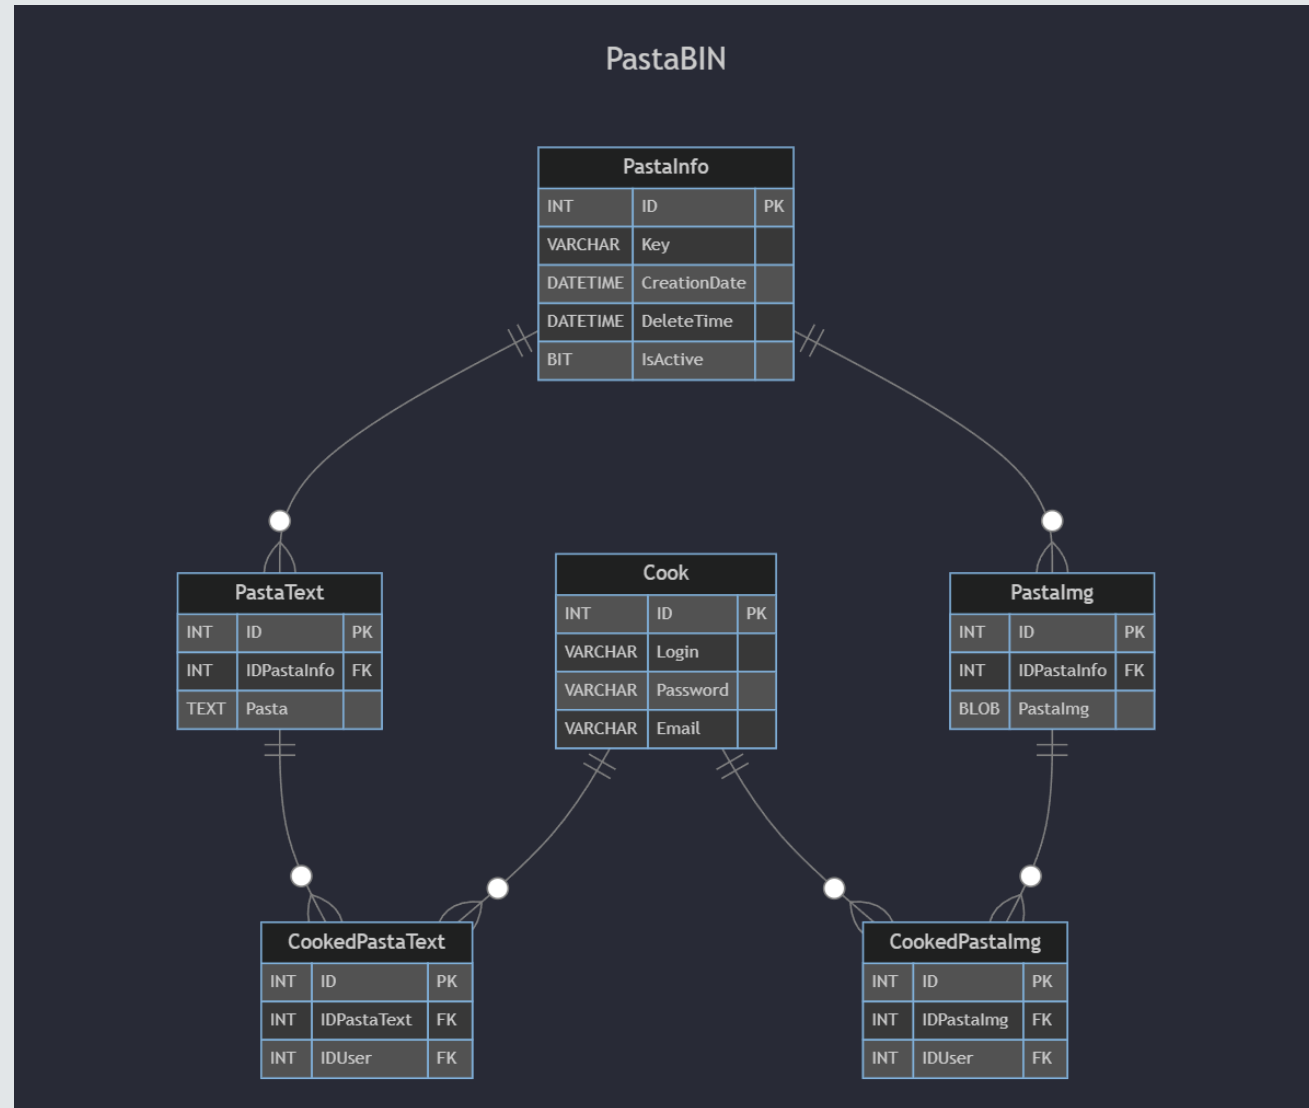 PastaBIN
PastaInfo
INT ID PK
VARCHAR Key
DATETIME CreationDate
DATETIME DeleteTime
BIT IsActive
PastaText
INT ID PK
INT IDPastaInfo FK
TEXT Pasta
Cook
INT ID PK
VARCHAR Login
VARCHAR Password
VARCHAR Email
PastaImg
INT ID PK
INT IDPastaInfo FK
BLOB PastaImg
CookedPastaText
INT ID PK
INT IDPastaText FK
INT IDUser FK
CookedPastaImg
INT ID PK
INT IDPastaImg FK
INT IDUser FK